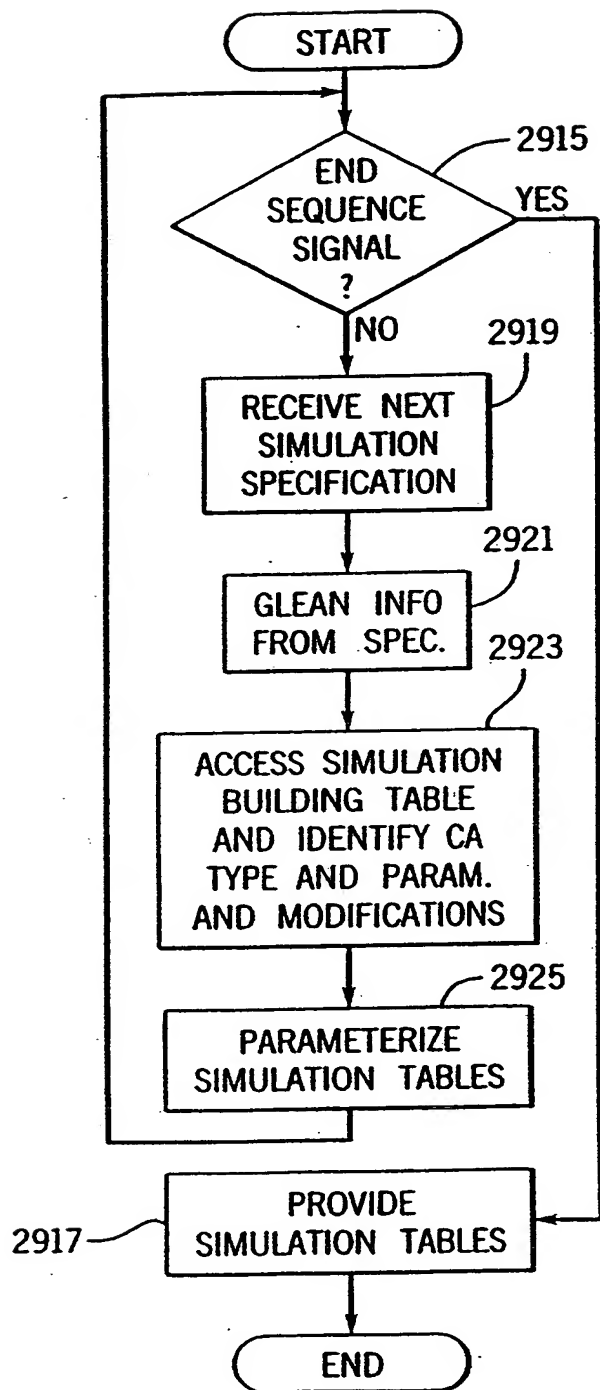 START
2915
END
SEQUENCE
SIGNAL
?
YES
NO
2919
RECEIVE NEXT
SIMULATION
SPECIFICATION
2921
GLEAN INFO
FROM SPEC.
2923
ACCESS SIMULATION
BUILDING TABLE
AND IDENTIFY CA
TYPE AND PARAM.
AND MODIFICATIONS
2925
PARAMETERIZE
SIMULATION TABLES
2917
PROVIDE
SIMULATION TABLES
END